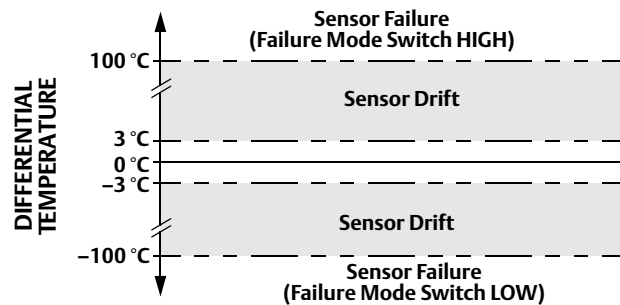 Sensor Failure
(Failure Mode Switch HIGH)
100 °C
Sensor Drift
3 °C
0 °C
–3 °C
Sensor Drift
–100 °C
Sensor Failure
(Failure Mode Switch LOW)
DIFFERENTIAL
TEMPERATURE